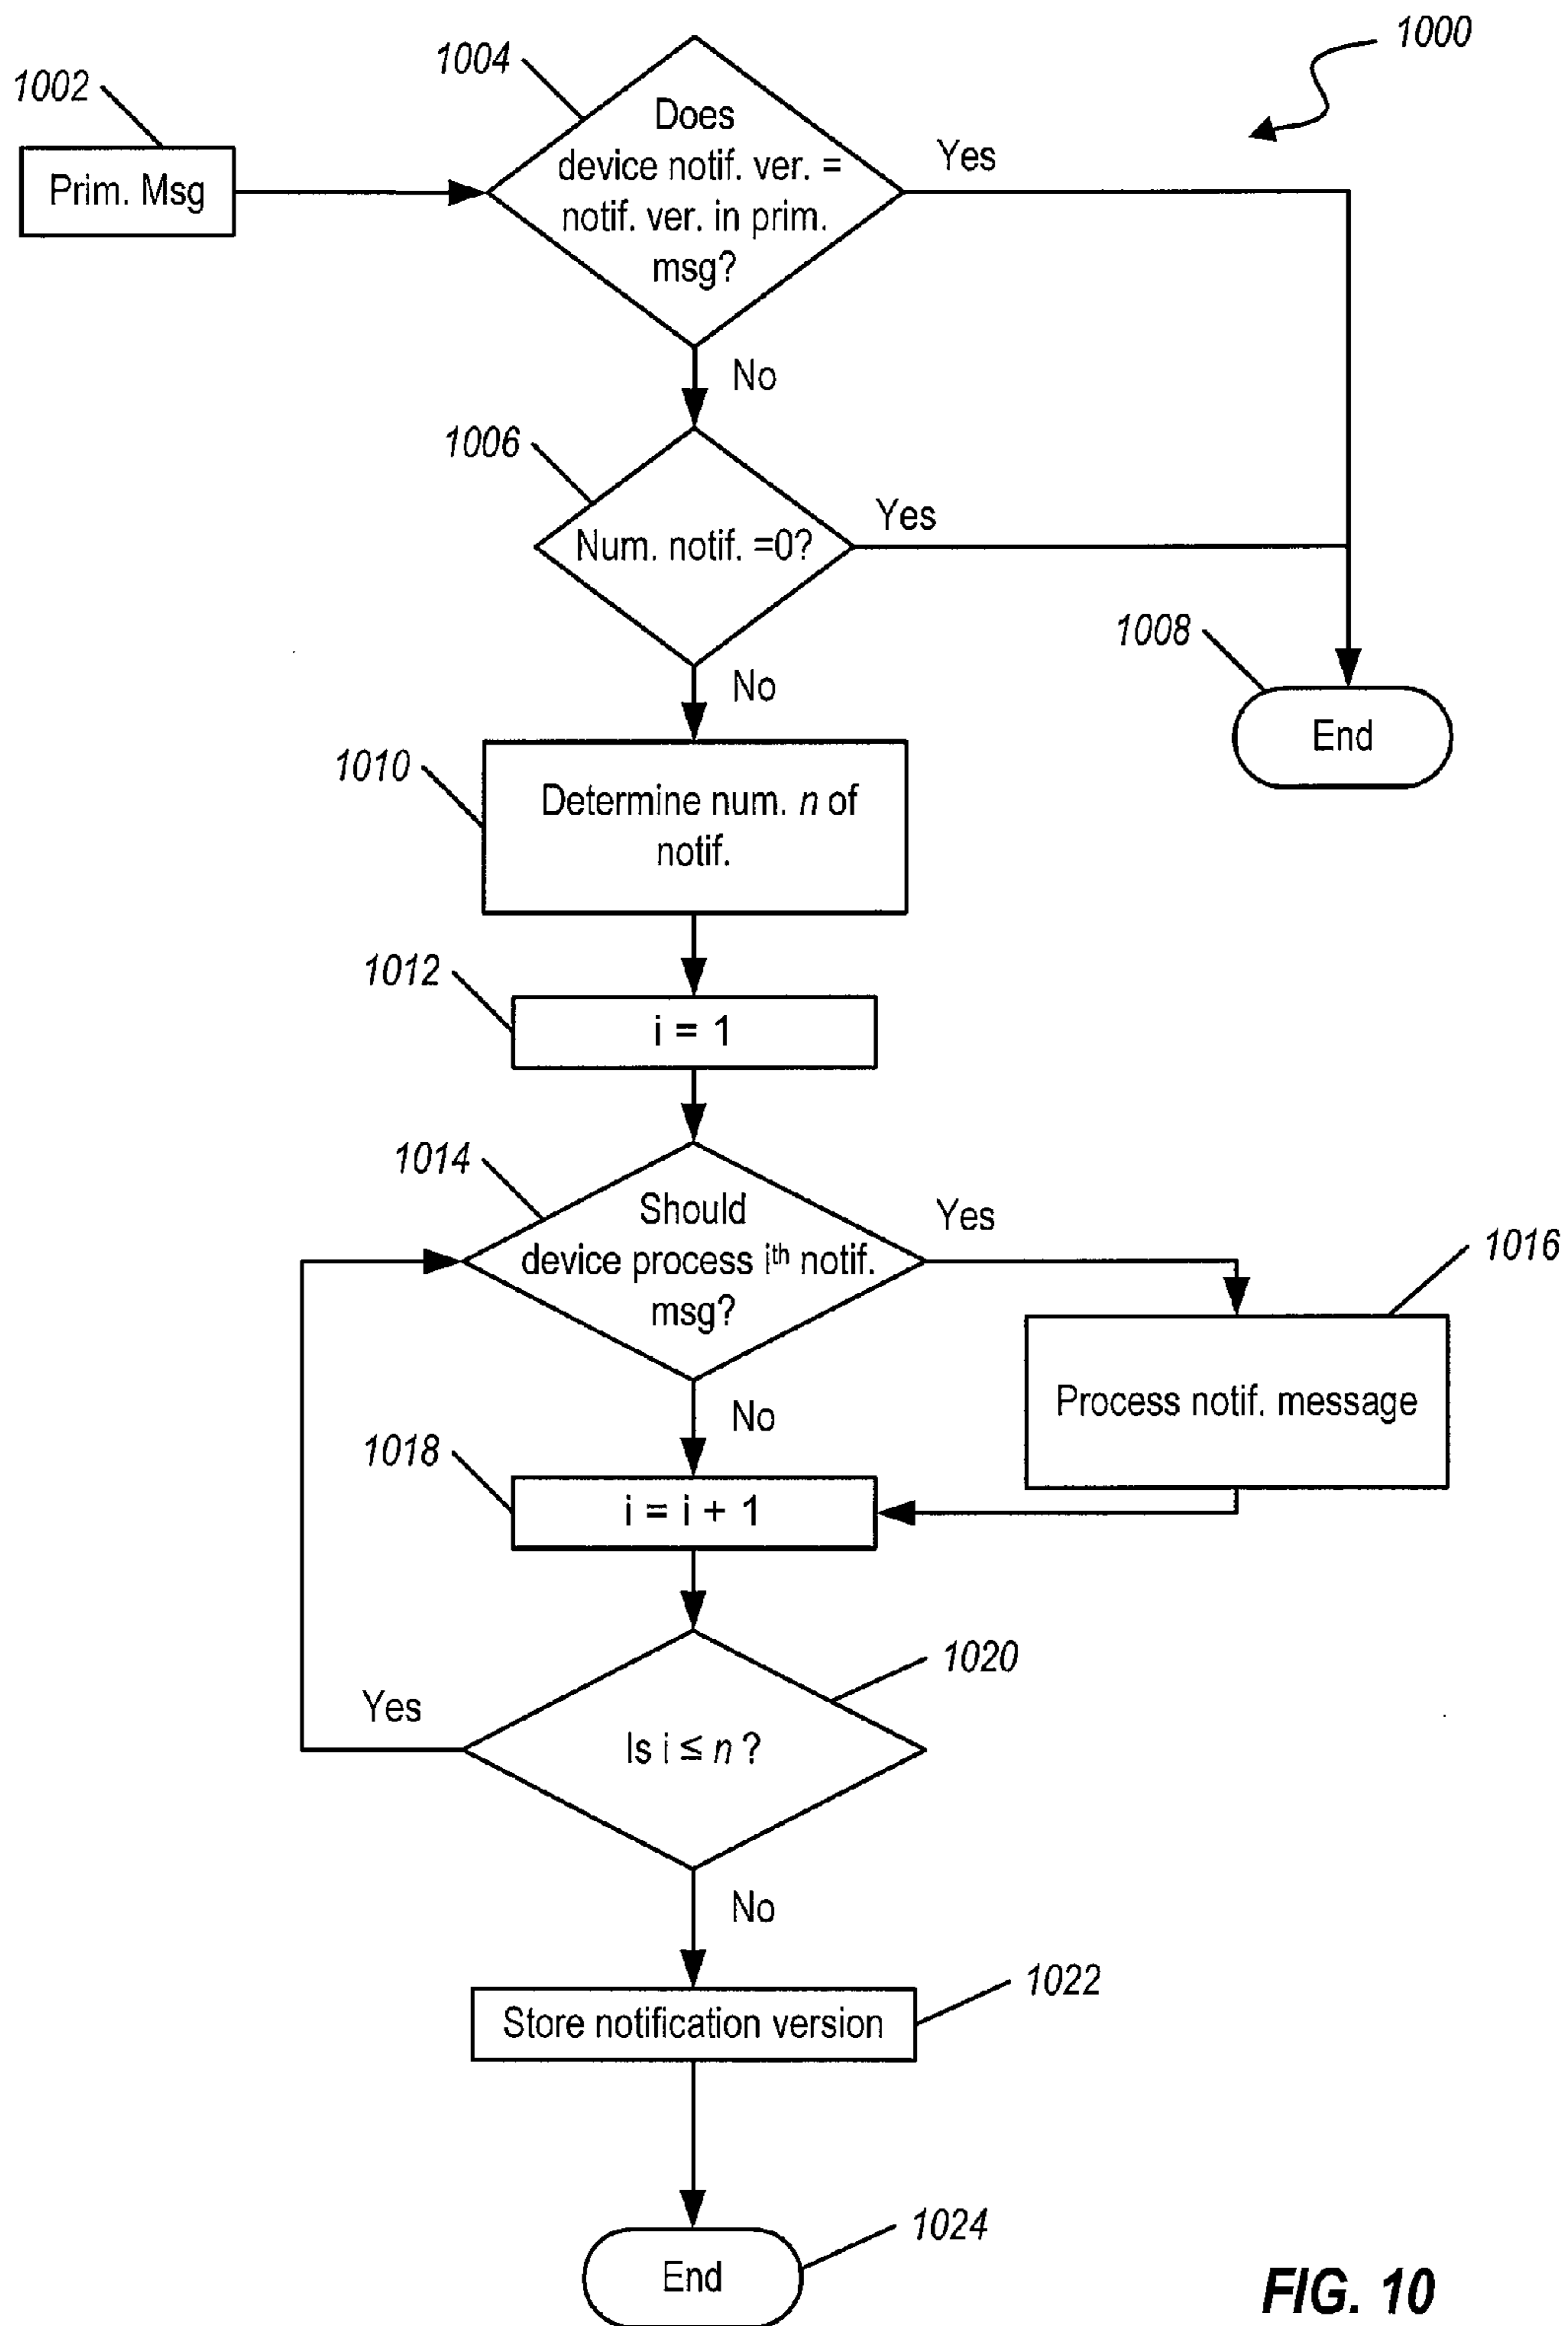 1000
1002
1004
Prim. Msg
Does
device notif. ver. =
notif. ver. in prim.
msg?
Yes
No
1006
Num. notif. =0?
Yes
1008
End
No
1010
Determine num. n of
notif.
1012
i = 1
1014
Should
device process ith notif.
msg?
Yes
1016
Process notif. message
No
1018
i = i + 1
1020
Yes
Is i ≤ n ?
No
1022
Store notification version
1024
End
FIG. 10